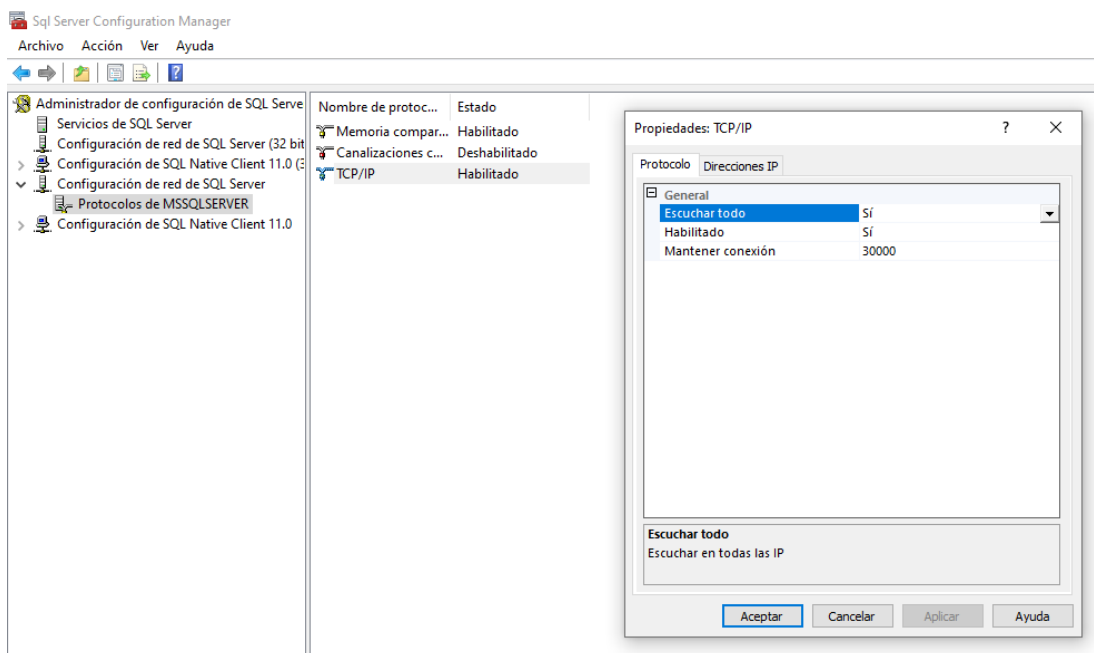 Sql Server Configuration Manager
Archivo Acción Ver Ayuda
Administrador de configuración de SQL Serve
Servicios de SQL Server
Configuración de red de SQL Server (32 bit
Configuración de SQL Native Client 11.0 (3
Configuración de red de SQL Server
Protocolos de MSSQLSERVER
Configuración de SQL Native Client 11.0
Nombre de protoc... Estado
Memoria compar... Habilitado
Canalizaciones c... Deshabilitado
TCP/IP Habilitado
Propiedades: TCP/IP ?
Protocolo Direcciones IP
General
Escuchar todo Sí
Habilitado Sí
Mantener conexión 30000
Escuchar todo
Escuchar en todas las IP
Aceptar Cancelar Aplicar Ayuda